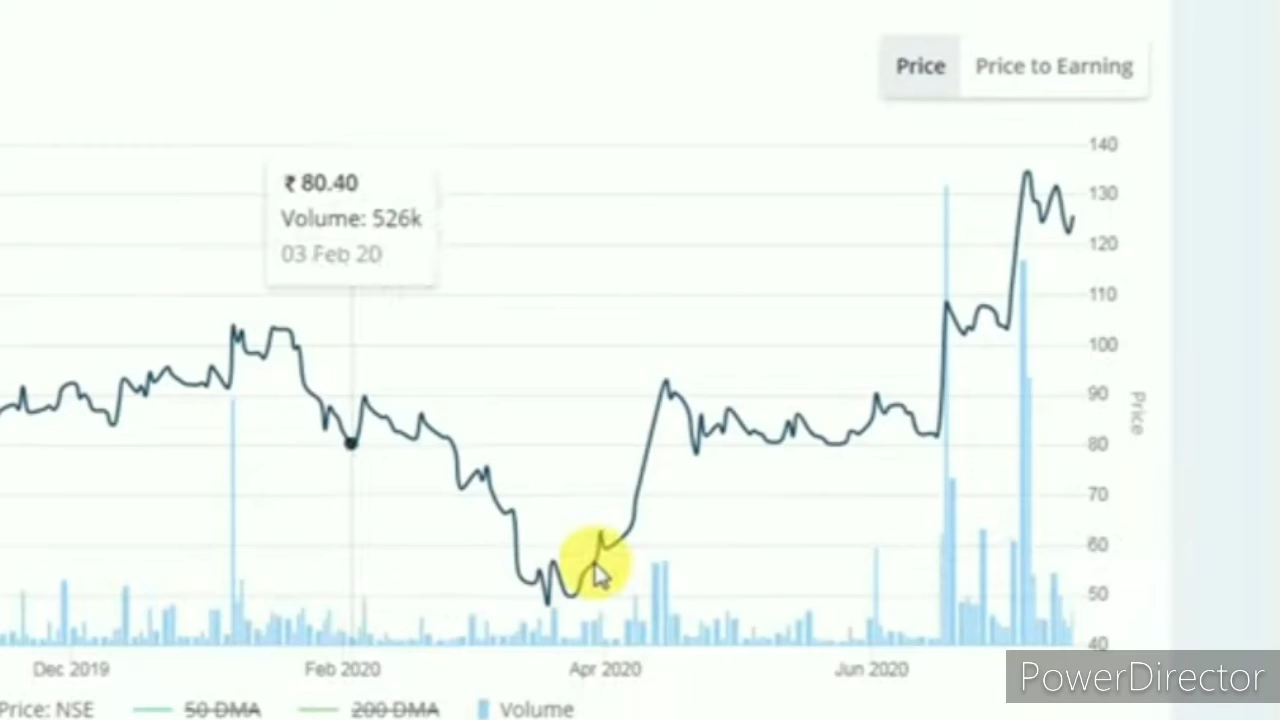 Price Price to Earning
140
₹ 80.40
Volume: 526k
03 Feb 20
130
120
110
100
90
80
70
60
50
40
Price
Dec 2019 Feb 2020 Apr 2020 Jun 2020
Price: NSE 50 DMA 200 DMA Volume
PowerDirector